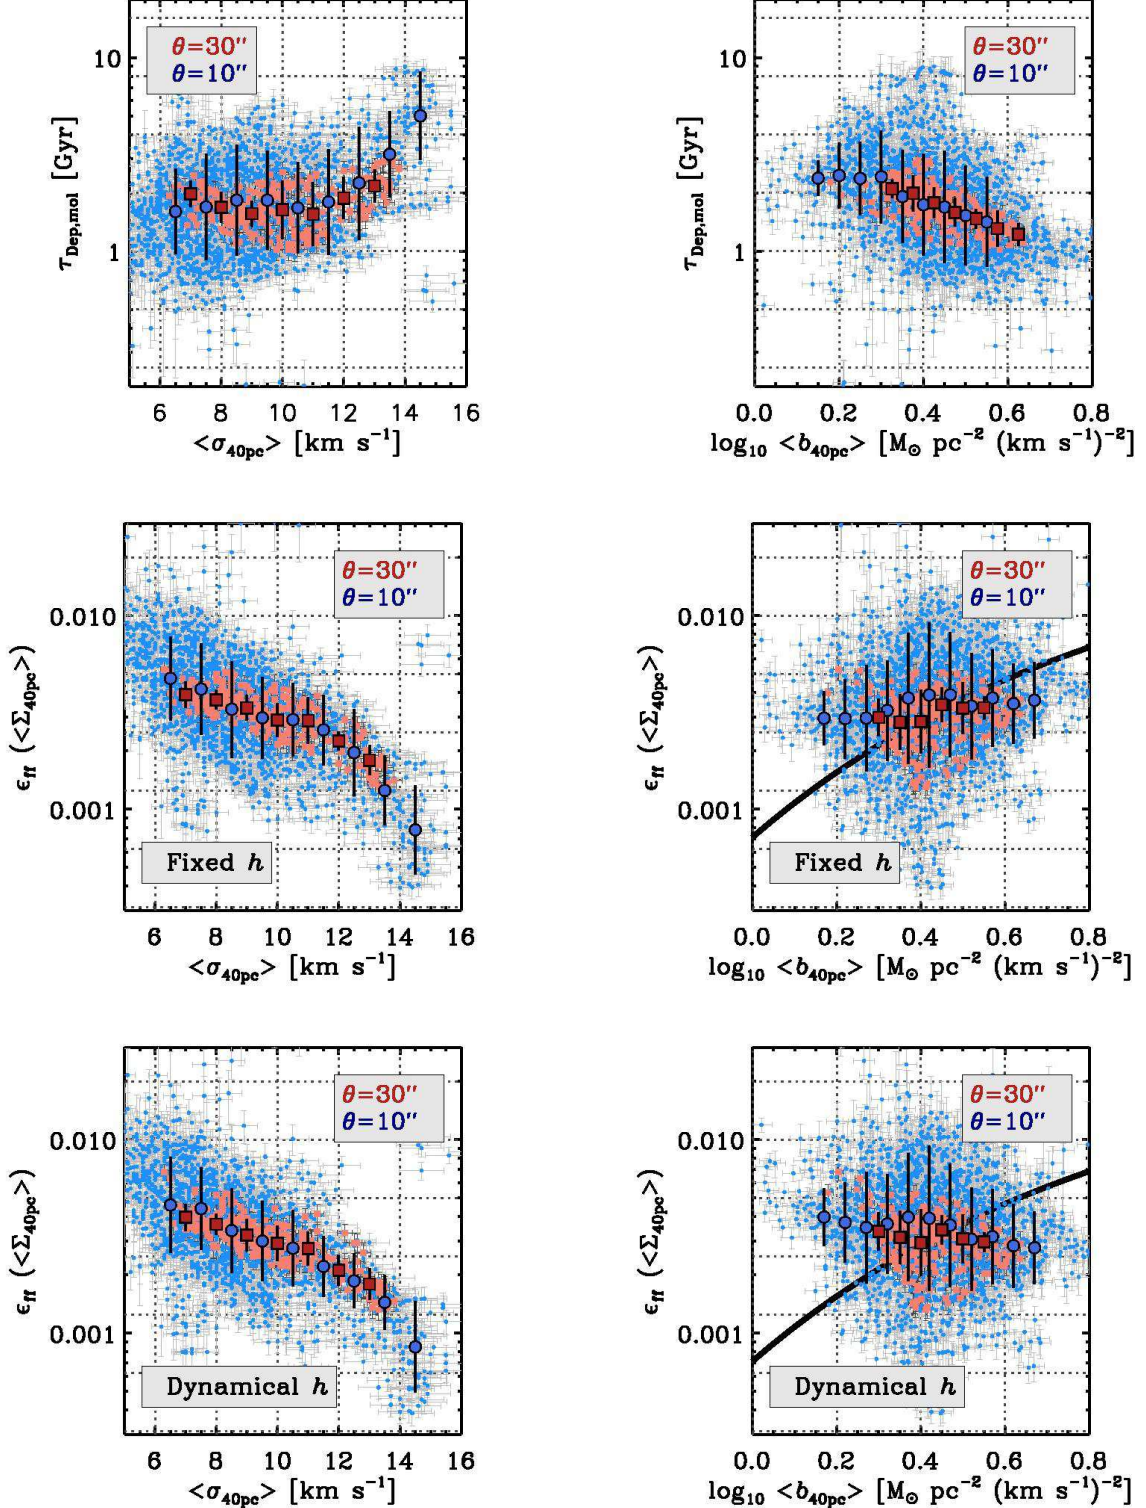 θ=30″
θ=10″
10
1
τDep,mol [Gyr]
6 8 10 12 14 16
<σ40pc> [km s⁻¹]
θ=30″
θ=10″
10
1
τDep,mol [Gyr]
0.0 0.2 0.4 0.6 0.8
log₁₀ <b40pc> [M⊙ pc⁻² (km s⁻¹)⁻²]
θ=30″
θ=10″
0.010
0.001
ϵff (<Σ40pc>)
Fixed h
6 8 10 12 14 16
<σ40pc> [km s⁻¹]
θ=30″
θ=10″
0.010
0.001
ϵff (<Σ40pc>)
Fixed h
0.0 0.2 0.4 0.6 0.8
log₁₀ <b40pc> [M⊙ pc⁻² (km s⁻¹)⁻²]
θ=30″
θ=10″
0.010
0.001
ϵff (<Σ40pc>)
Dynamical h
6 8 10 12 14 16
<σ40pc> [km s⁻¹]
θ=30″
θ=10″
0.010
0.001
ϵff (<Σ40pc>)
Dynamical h
0.0 0.2 0.4 0.6 0.8
log₁₀ <b40pc> [M⊙ pc⁻² (km s⁻¹)⁻²]